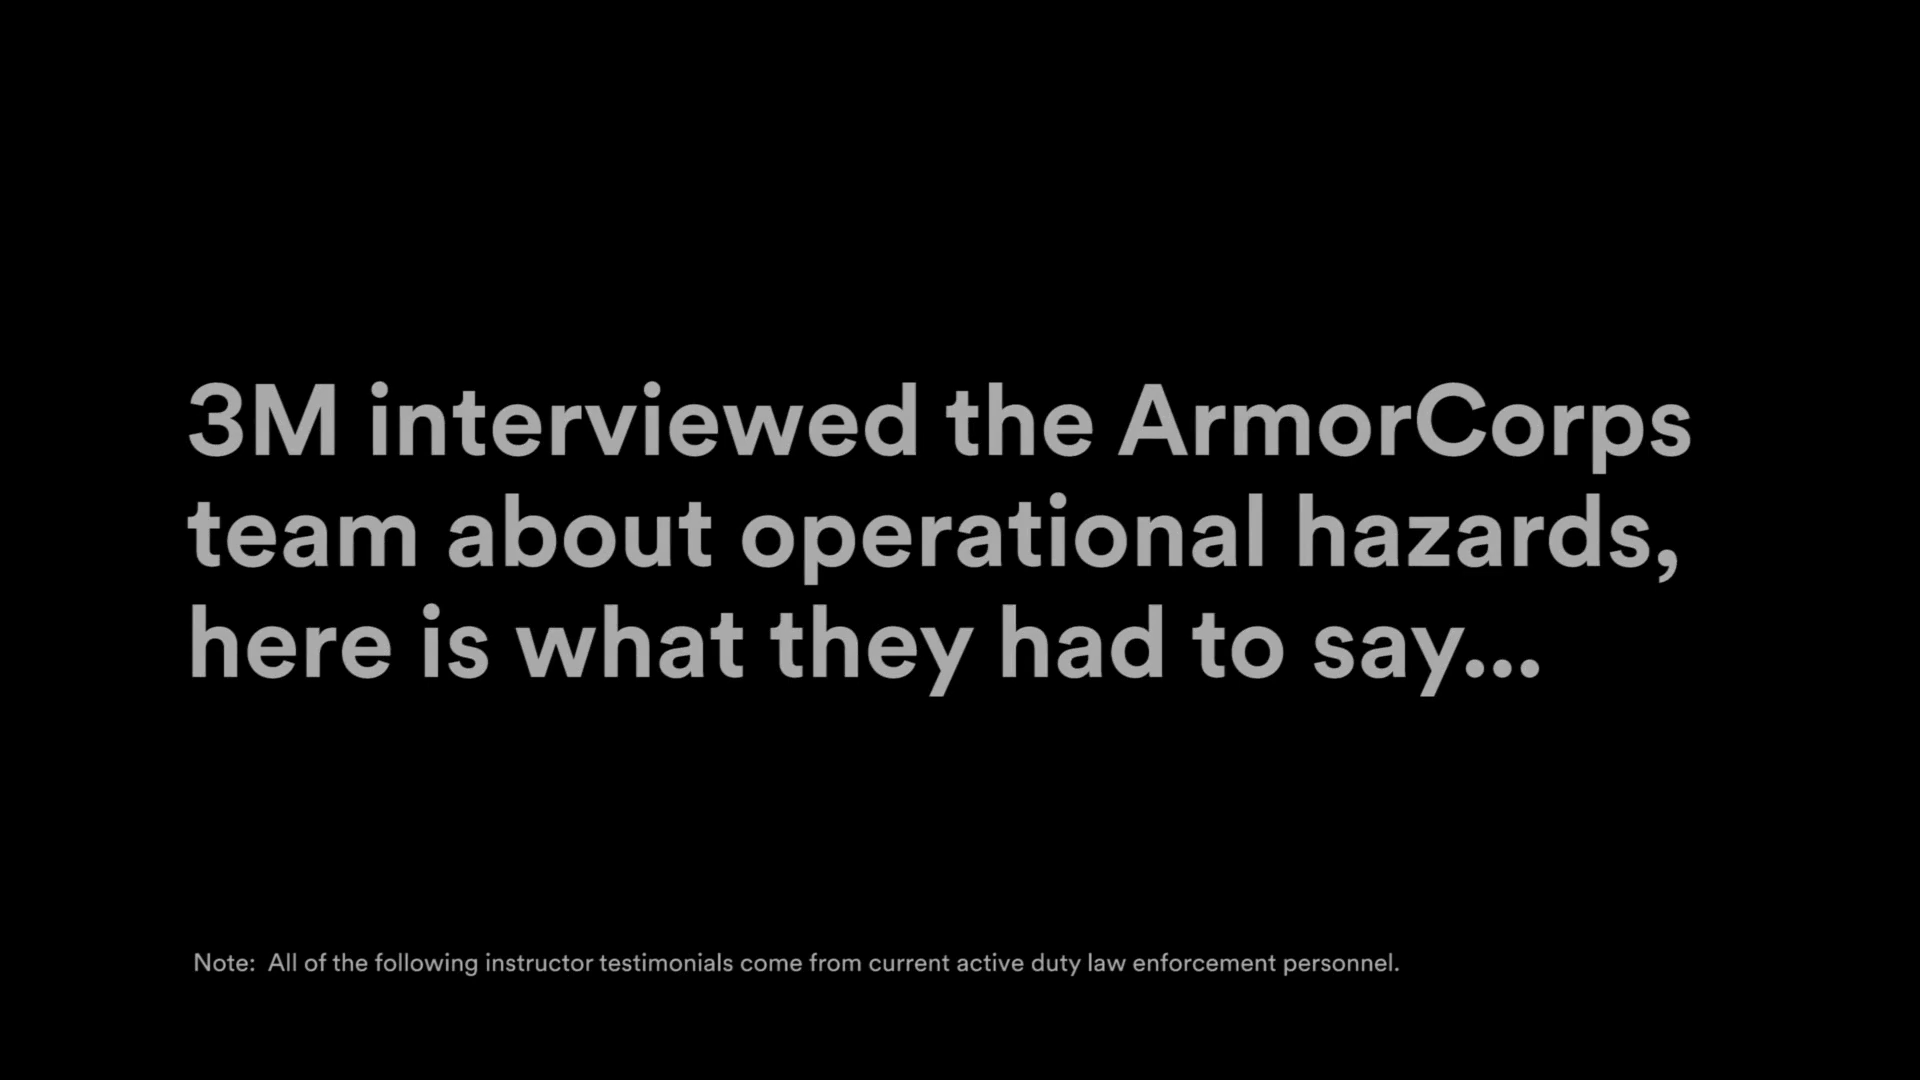 3M interviewed the ArmorCorps
team about operational hazards,
here is what they had to say...
Note:  All of the following instructor testimonials come from current active duty law enforcement personnel.